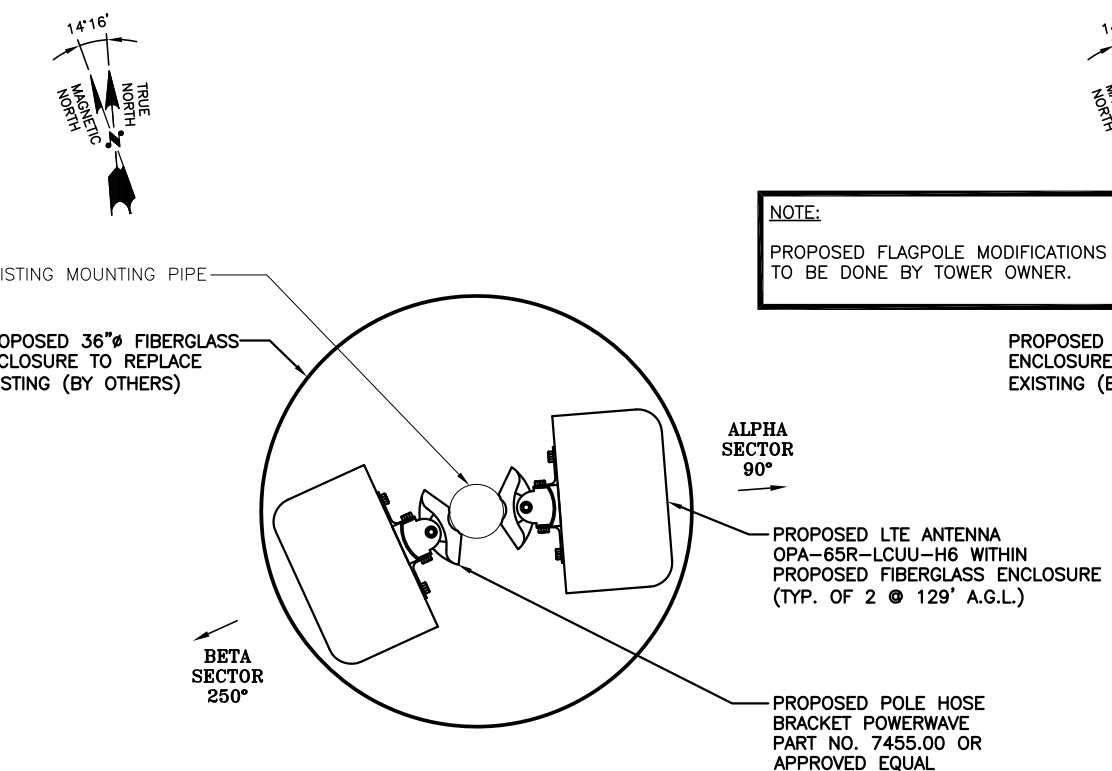 14°16'
TRUE
NORTH
MAGNETIC
NORTH
N
ISTING MOUNTING PIPE
OPOSED 36"ø FIBERGLASS
CLOSURE TO REPLACE
ISTING (BY OTHERS)
ALPHA
SECTOR
90°
PROPOSED LTE ANTENNA
OPA-65R-LCUU-H6 WITHIN
PROPOSED FIBERGLASS ENCLOSURE
(TYP. OF 2 @ 129' A.G.L.)
BETA
SECTOR
250°
PROPOSED POLE HOSE
BRACKET POWERWAVE
PART NO. 7455.00 OR
APPROVED EQUAL
NOTE:
PROPOSED FLAGPOLE MODIFICATIONS
TO BE DONE BY TOWER OWNER.
PROPOSED
ENCLOSURE
EXISTING (B
NORTH